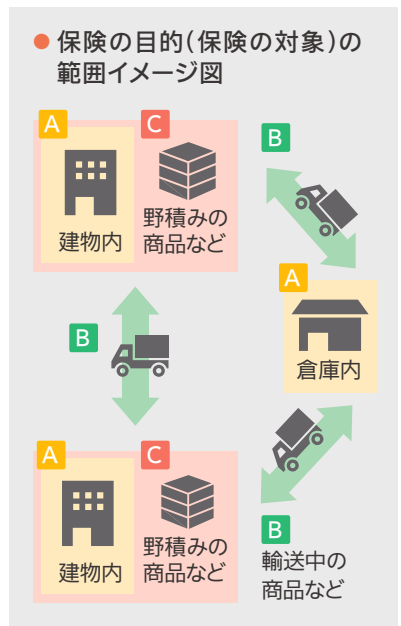 ●保険の目的(保険の対象)の
範囲イメージ図
A
C
B
建物内
野積みの
商品など
A
倉庫内
B
A
C
建物内
野積みの
商品など
B
輸送中の
商品など